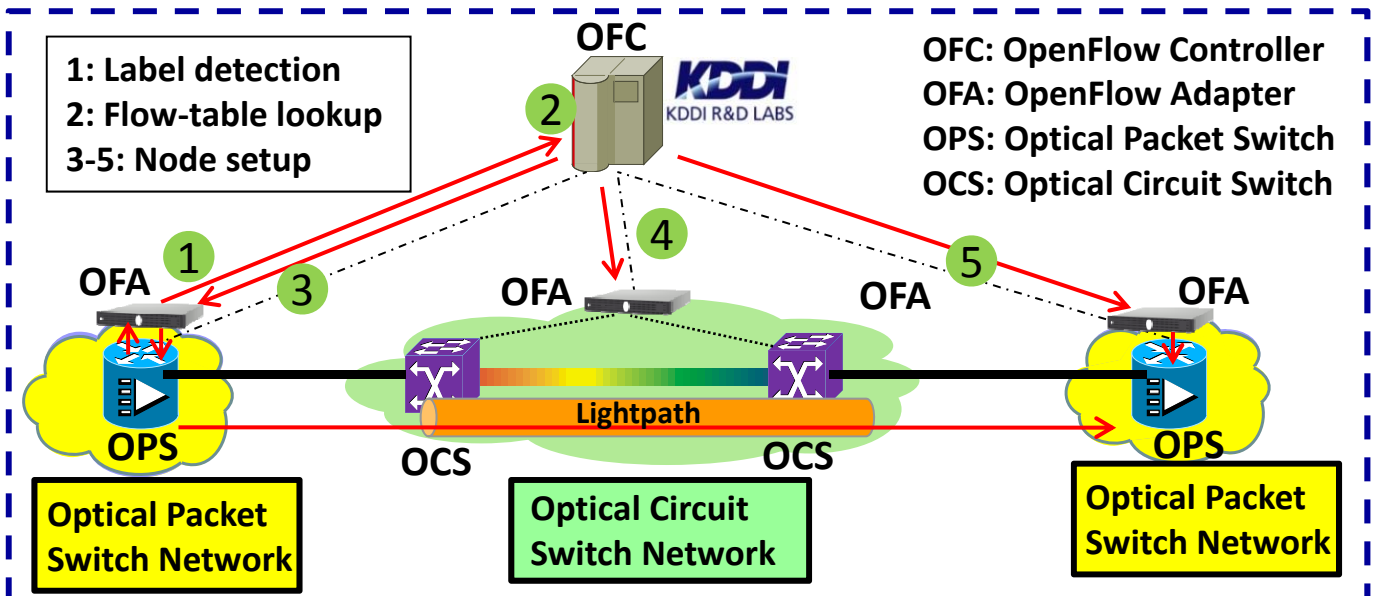 OFC
1: Label detection
2: Flow-table lookup
3-5: Node setup
KDDI
KDDI R&D LABS
OFC: OpenFlow Controller
OFA: OpenFlow Adapter
OPS: Optical Packet Switch
OCS: Optical Circuit Switch
2
1
3
4
5
OFA
OFA
OFA
OFA
Lightpath
OPS
OCS
OCS
OPS
Optical Packet
Switch Network
Optical Circuit
Switch Network
Optical Packet
Switch Network